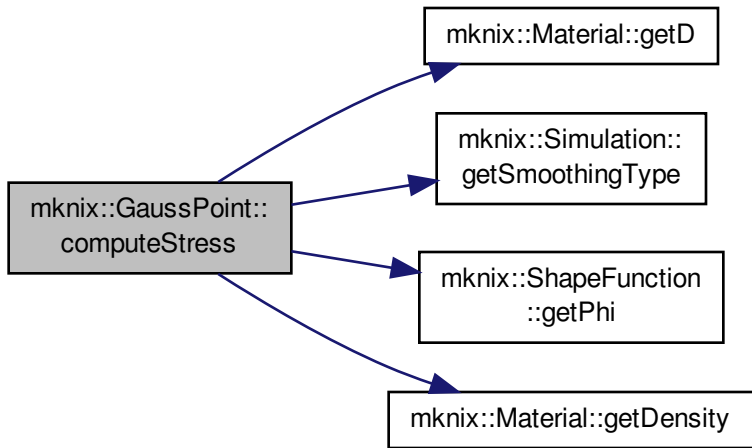 mknix::Material::getD
mknix::Simulation::
getSmoothingType
mknix::GaussPoint::
computeStress
mknix::ShapeFunction
::getPhi
mknix::Material::getDensity